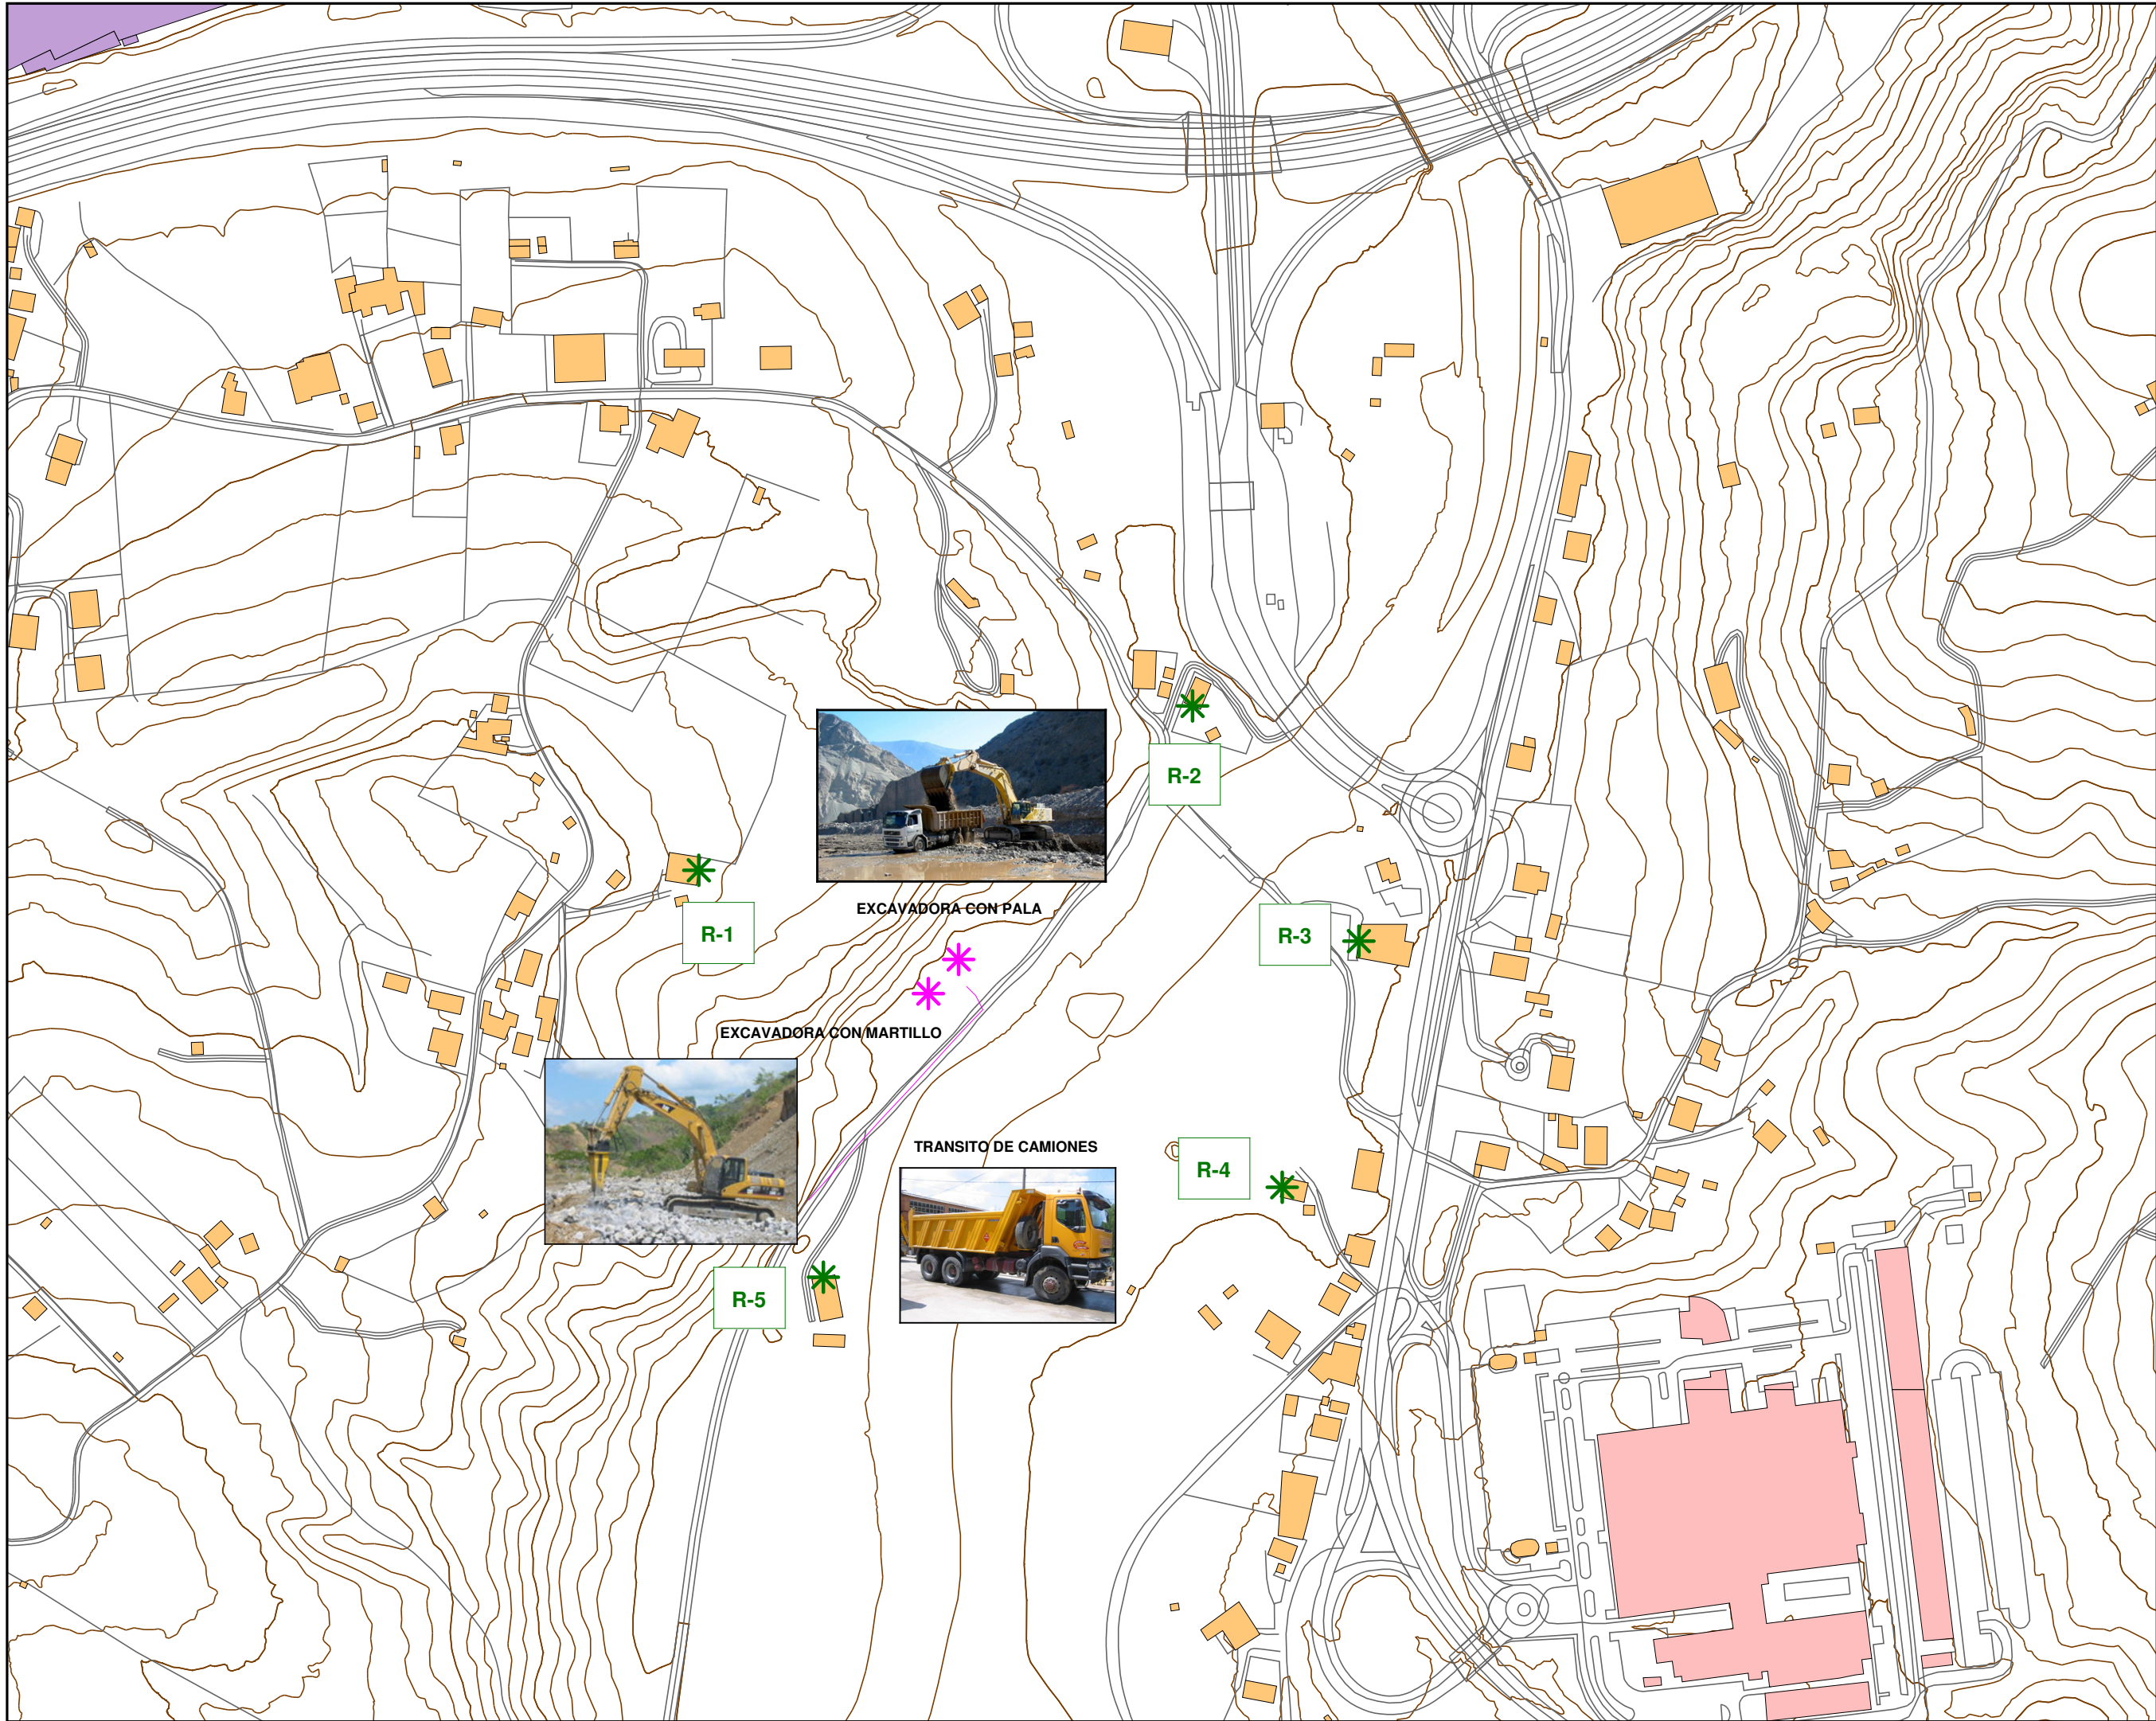 R-2
EXCAVADORA CON PALA
R-1
R-3
EXCAVADORA CON MARTILLO
TRANSITO DE CAMIONES
R-4
R-5